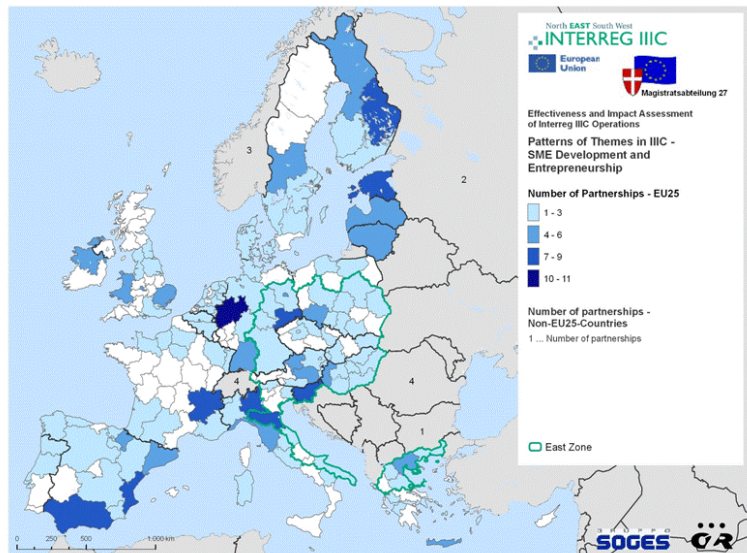 North EAST South West
INTERREG IIIC
European
Union
Magistratsabteilung 27
Effectiveness and Impact Assessment
of Interreg IIIC Operations
Patterns of Themes in IIIC -
SME Development and
Entrepreneurship
Number of Partnerships - EU25
1 - 3
4 - 6
7 - 9
10 - 11
Number of partnerships -
Non-EU25-Countries
1 ... Number of partnerships
East Zone
3
2
4
4
1
0 250 500 1.000 km
GRUPPO
SOGES
ÖIR